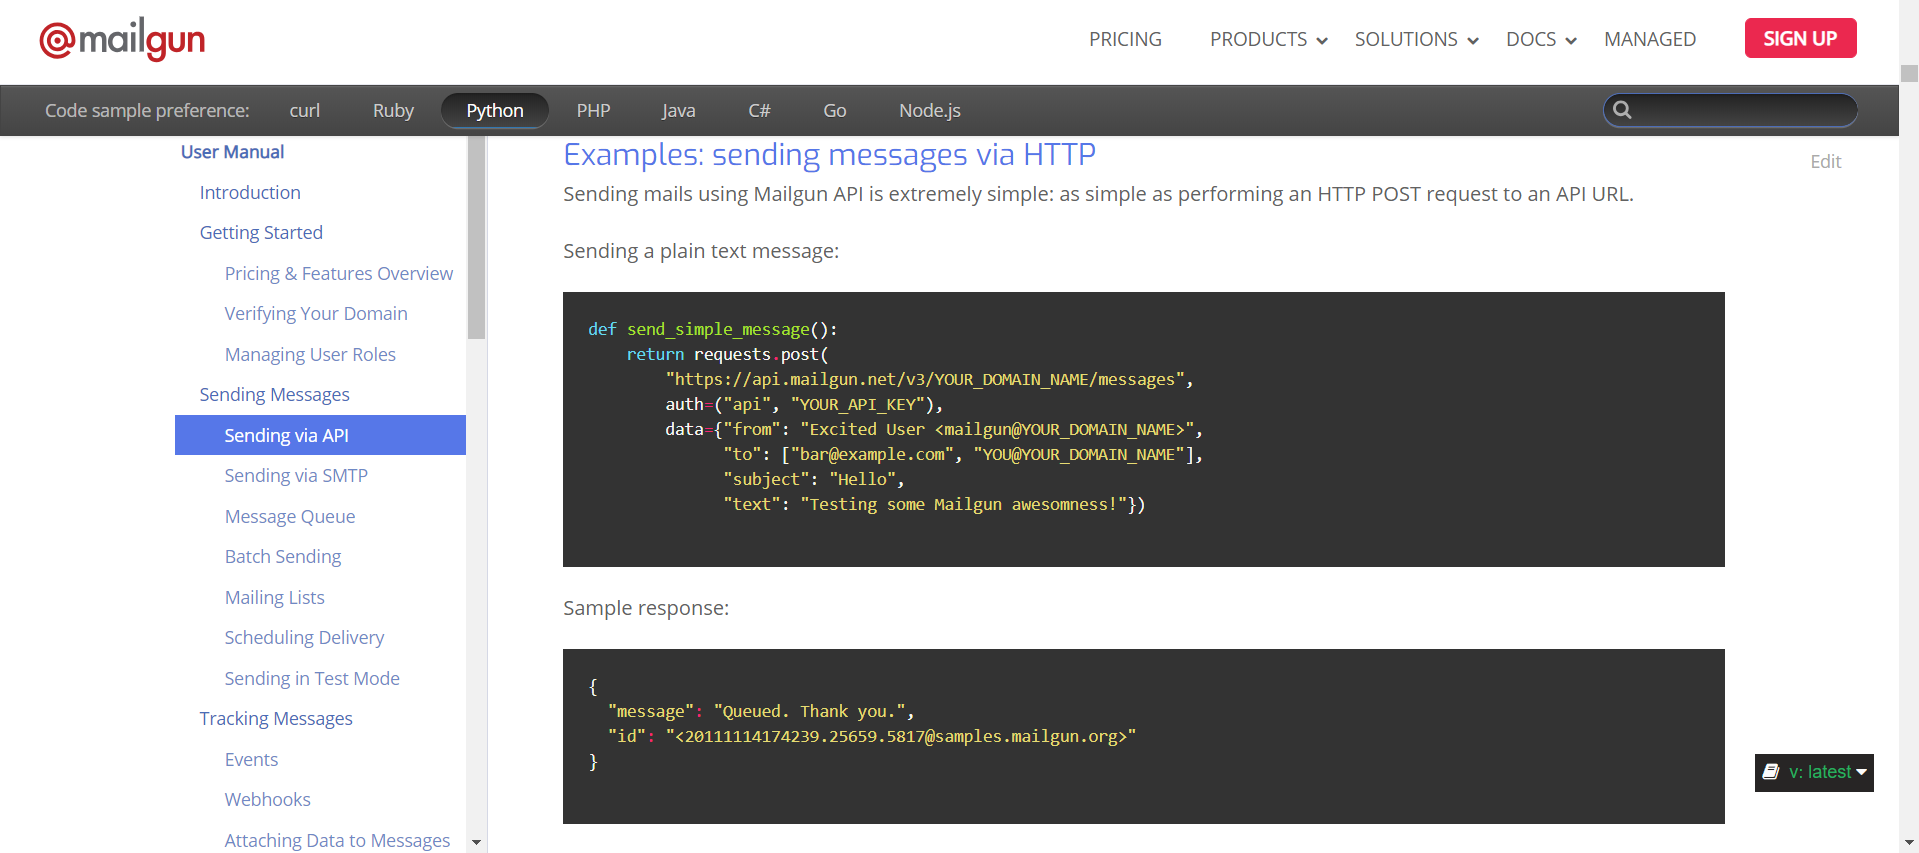 @mailgun
PRICING PRODUCTS SOLUTIONS DOCS MANAGED SIGN UP
Code sample preference: curl Ruby Python PHP Java C# Go Node.js
User Manual
Introduction
Getting Started
Pricing & Features Overview
Verifying Your Domain
Managing User Roles
Sending Messages
Sending via API
Sending via SMTP
Message Queue
Batch Sending
Mailing Lists
Scheduling Delivery
Sending in Test Mode
Tracking Messages
Events
Webhooks
Attaching Data to Messages
Examples: sending messages via HTTP
Edit
Sending mails using Mailgun API is extremely simple: as simple as performing an HTTP POST request to an API URL.
Sending a plain text message:
def send_simple_message():
    return requests.post(
        "https://api.mailgun.net/v3/YOUR_DOMAIN_NAME/messages",
        auth=("api", "YOUR_API_KEY"),
        data={"from": "Excited User <mailgun@YOUR_DOMAIN_NAME>",
              "to": ["bar@example.com", "YOU@YOUR_DOMAIN_NAME"],
              "subject": "Hello",
              "text": "Testing some Mailgun awesomness!"})
Sample response:
{
  "message": "Queued. Thank you.",
  "id": "<20111114174239.25659.5817@samples.mailgun.org>"
}
v: latest